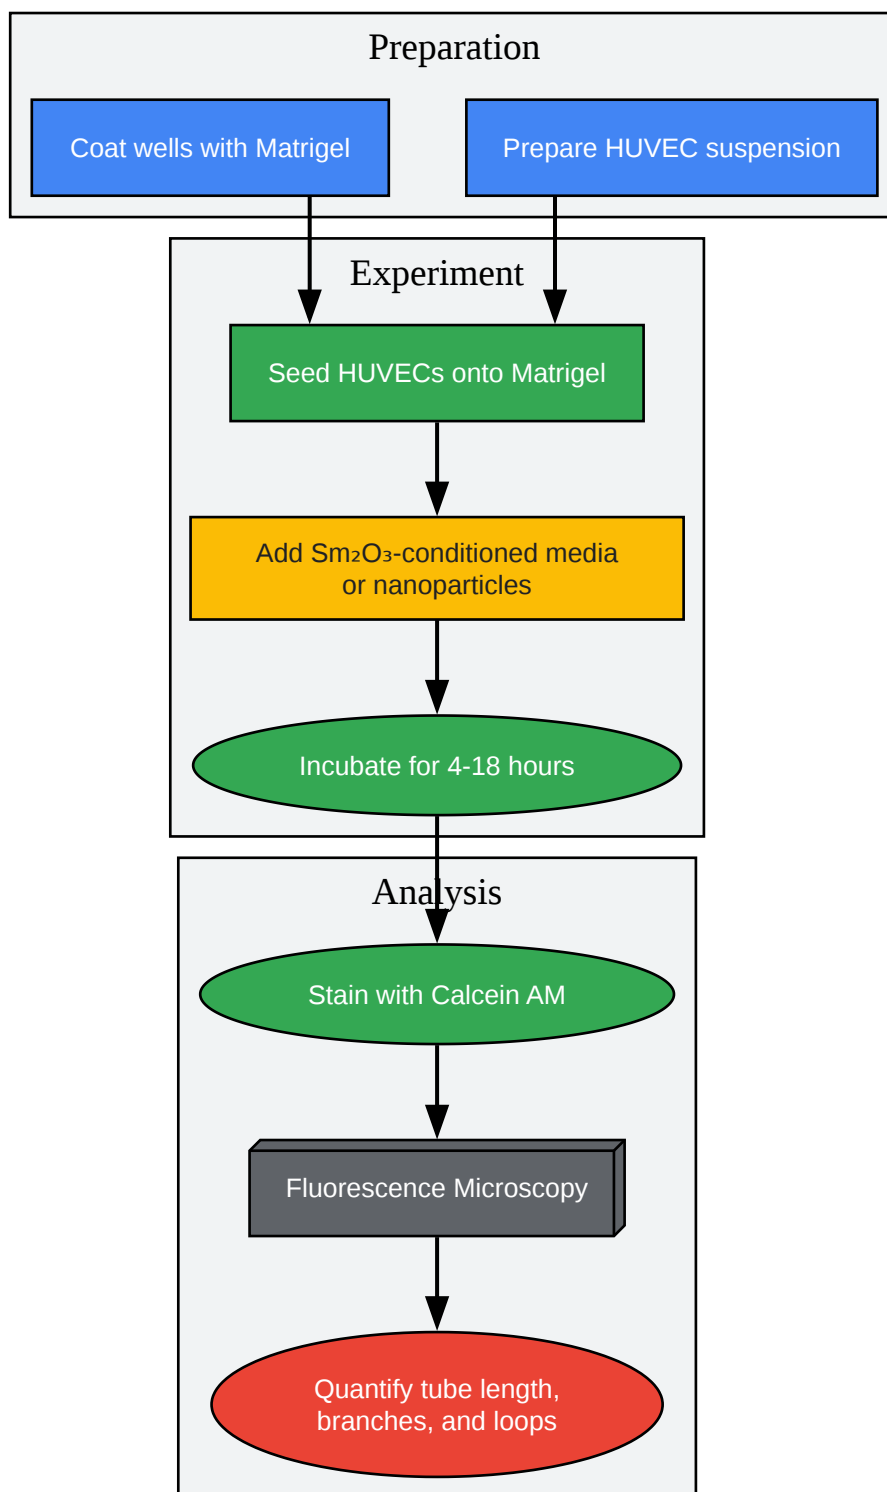 Preparation
Coat wells with Matrigel
Prepare HUVEC suspension
Experiment
Seed HUVECs onto Matrigel
Add Sm₂O₃-conditioned media
or nanoparticles
Incubate for 4-18 hours
Analysis
Stain with Calcein AM
Fluorescence Microscopy
Quantify tube length,
branches, and loops